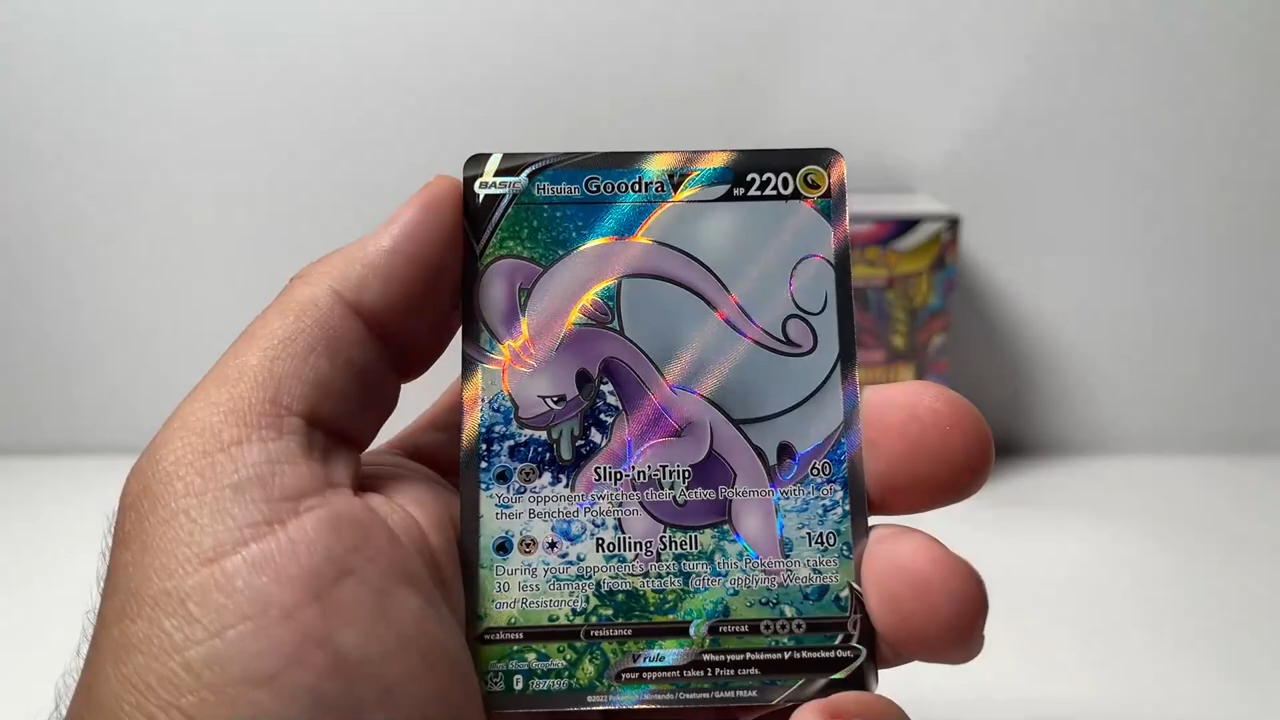 BASIC
Hisuian Goodra V
HP 220
Slip-'n'-Trip 60
Your opponent switches their Active Pokémon with 1 of
their Benched Pokémon.
Rolling Shell 140
During your opponent's next turn, this Pokémon takes
30 less damage from attacks (after applying Weakness
and Resistance).
weakness resistance retreat
V rule When your Pokémon V is Knocked Out,
your opponent takes 2 Prize cards.
Illus. 5ban Graphics
F 187/196
©2022 Pokémon / Nintendo / Creatures / GAME FREAK